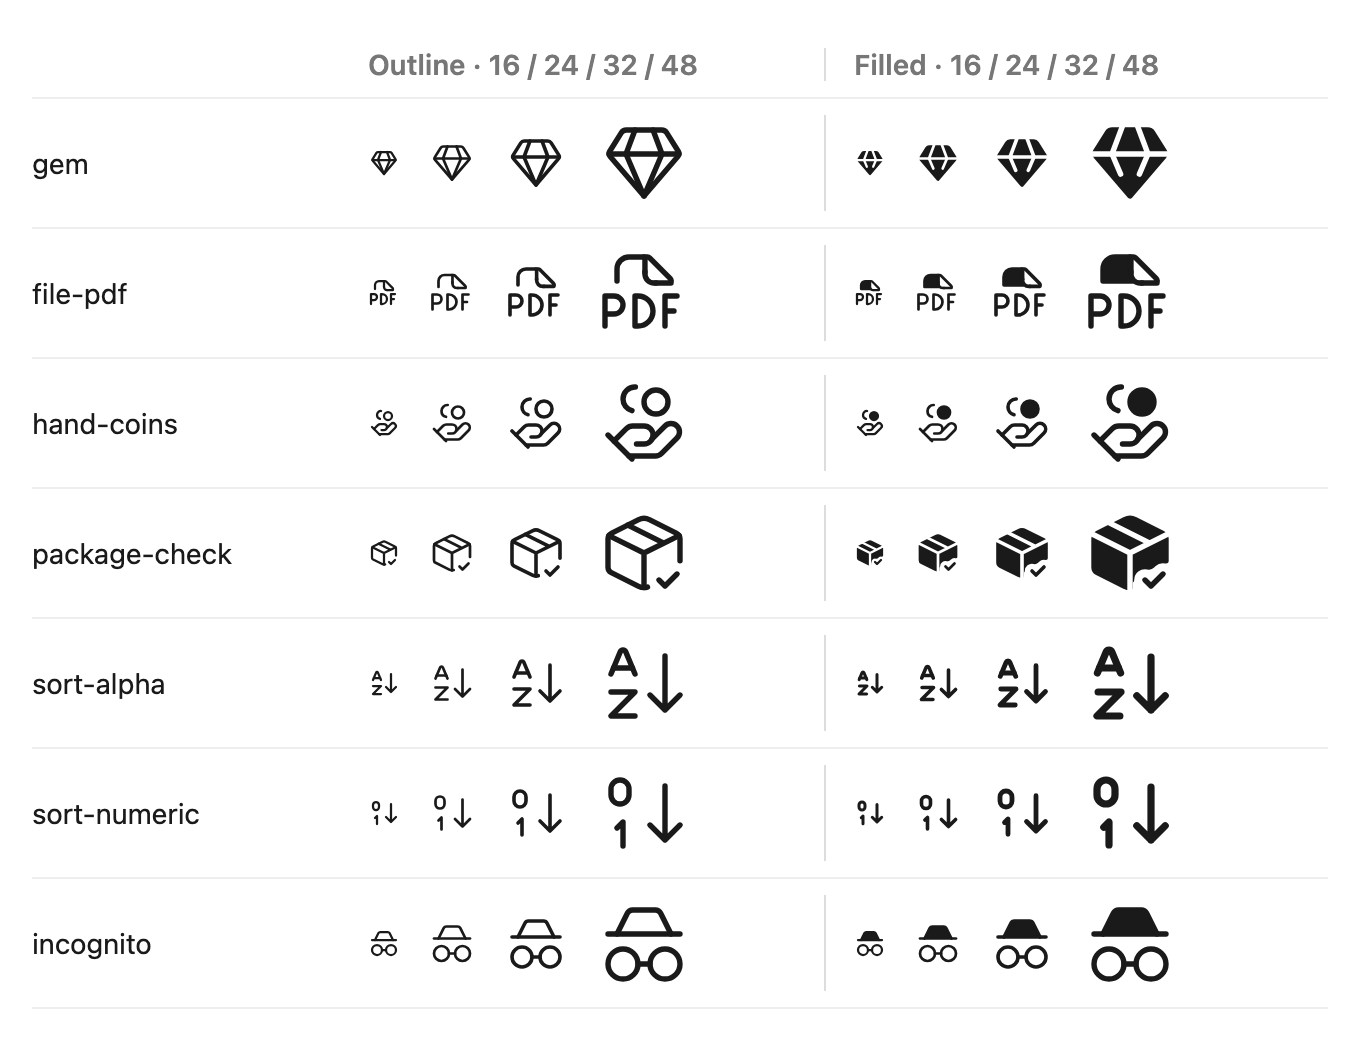 Outline · 16 / 24 / 32 / 48
Filled · 16 / 24 / 32 / 48
gem
file-pdf
PDF PDF PDF PDF PDF PDF PDF PDF
hand-coins
package-check
sort-alpha
A A A A A A A A
Z Z Z Z Z Z Z Z
sort-numeric
0 0 0 0 0 0 0 0
1 1 1 1 1 1 1 1
incognito